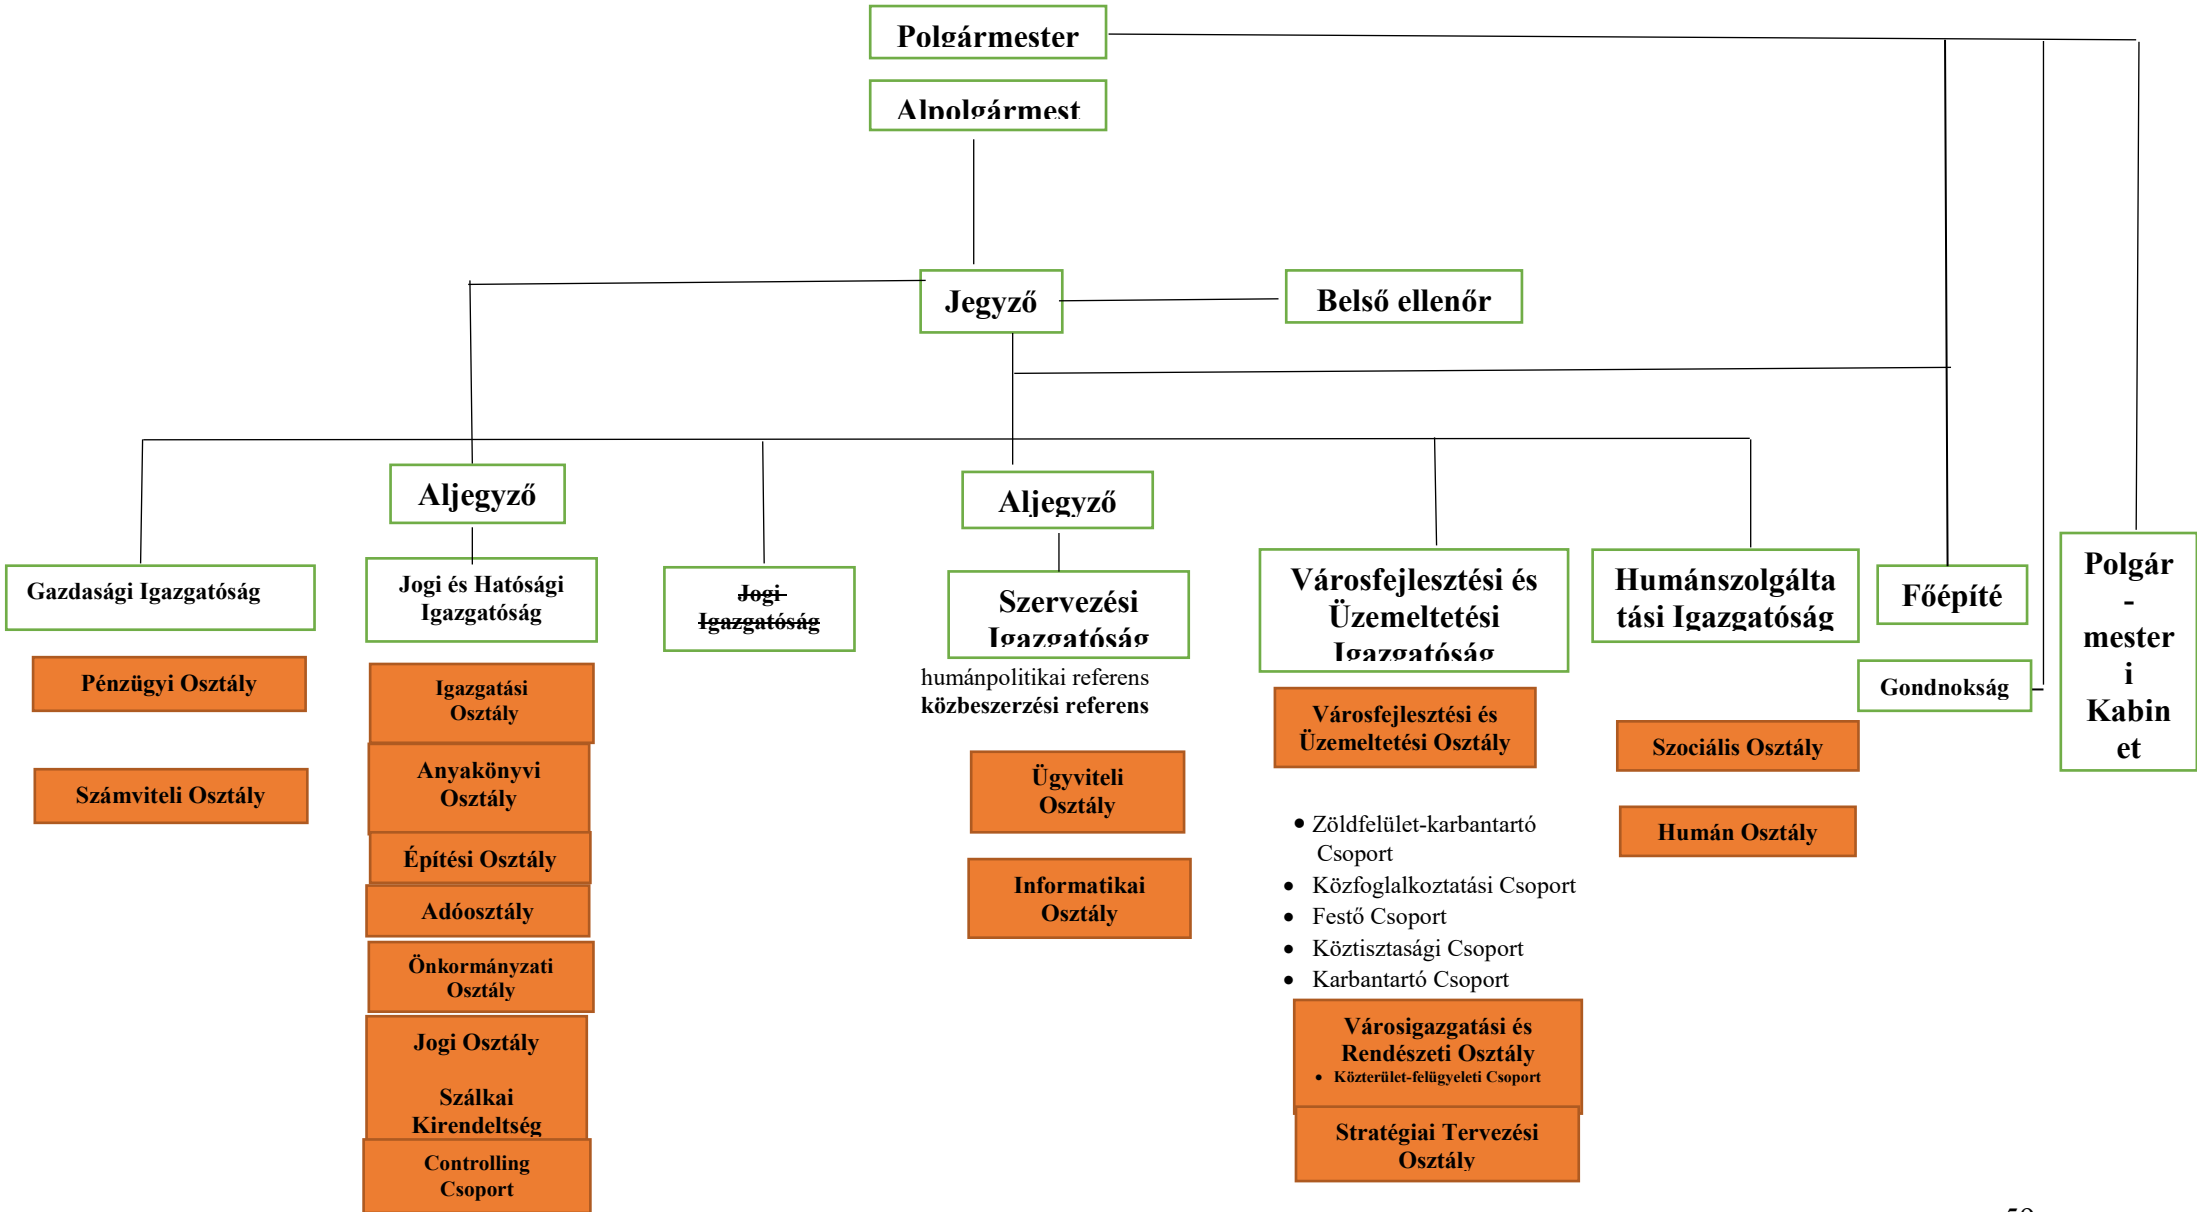 Polgármester
Alpolgármest
Jegyző
Belső ellenőr
Aljegyző
Aljegyző
Gazdasági Igazgatóság
Pénzügyi Osztály
Számviteli Osztály
Jogi és Hatósági
Igazgatóság
Igazgatási
Osztály
Anyakönyvi
Osztály
Építési Osztály
Adóosztály
Önkormányzati
Osztály
Jogi Osztály
Szálkai
Kirendeltség
Controlling
Csoport
Jogi
Igazgatóság
Szervezési
Igazgatóság
humánpolitikai referens
közbeszerzési referens
Ügyviteli
Osztály
Informatikai
Osztály
Városfejlesztési és
Üzemeltetési
Igazgatóság
Városfejlesztési és
Üzemeltetési Osztály
• Zöldfelület-karbantartó
Csoport
• Közfoglalkoztatási Csoport
• Festő Csoport
• Köztisztasági Csoport
• Karbantartó Csoport
Városigazgatási és
Rendészeti Osztály
• Közterület-felügyeleti Csoport
Stratégiai Tervezési
Osztály
Humánszolgálta
tási Igazgatóság
Szociális Osztály
Humán Osztály
Főépíté
Gondnokság
Polgár
-
mester
i
Kabin
et